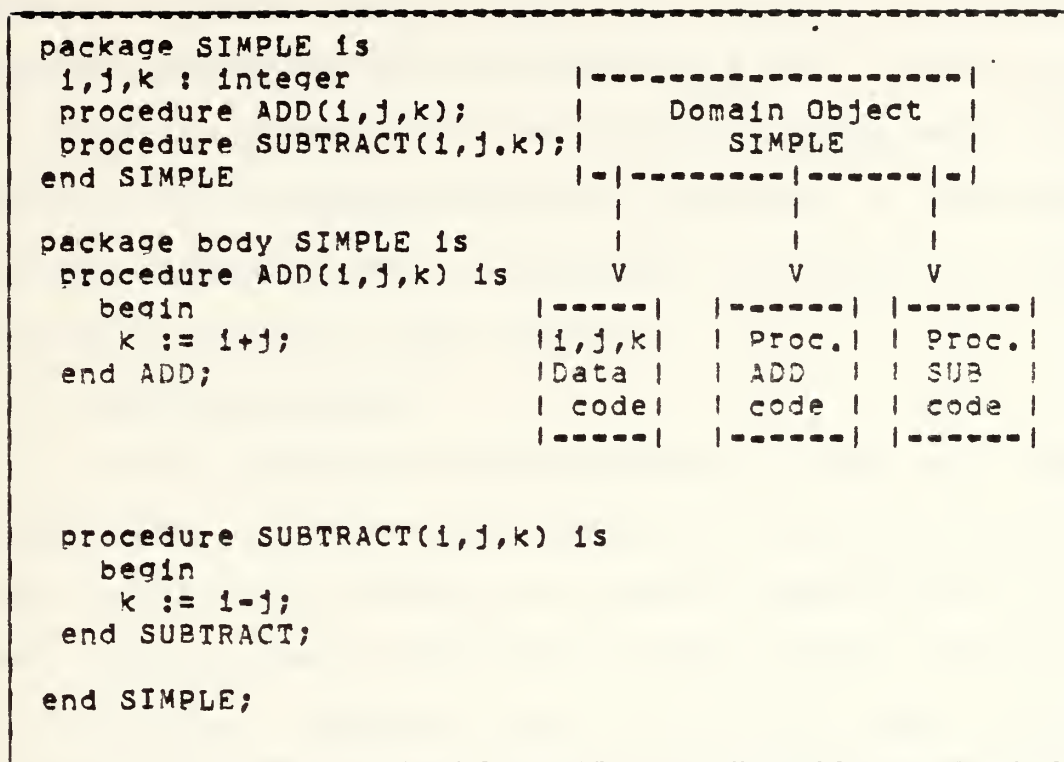 package SIMPLE is
i,j,k : integer |--------------------|
procedure ADD(i,j,k); | Domain Object |
procedure SUBTRACT(i,j.k);| SIMPLE |
end SIMPLE |-|---------|-------|-|
| | |
package body SIMPLE is | | |
procedure ADD(i,j,k) is V V V
begin |-----| |------| |------|
k := i+j; |i,j,k| | Proc.| | Proc.|
end ADD; |Data | | ADD | | SUB |
| code| | code | | code |
|-----| |------| |------|
procedure SUBTRACT(i,j,k) is
begin
k := i-j;
end SUBTRACT;
end SIMPLE;